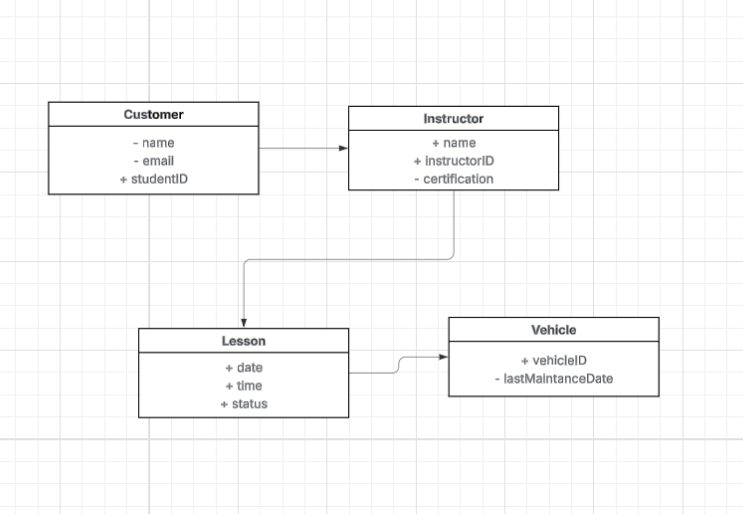 Customer
- name
- email
+ studentID
Instructor
+ name
+ instructorID
- certification
Lesson
+ date
+ time
+ status
Vehicle
+ vehicleID
- lastMaintanceDate